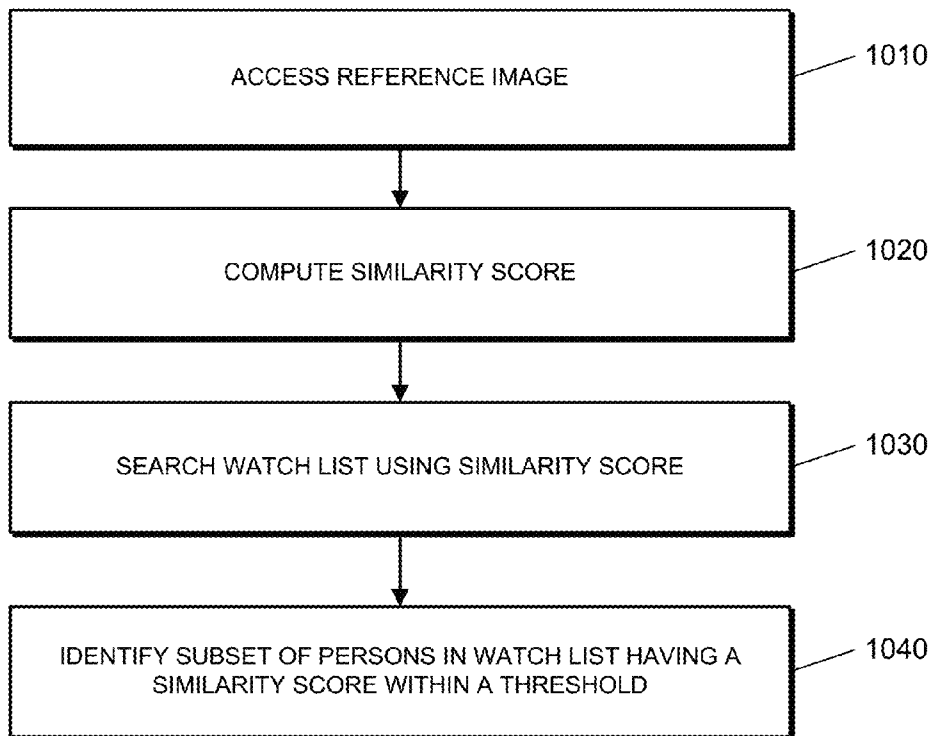 ACCESS REFERENCE IMAGE
1010
COMPUTE SIMILARITY SCORE
1020
SEARCH WATCH LIST USING SIMILARITY SCORE
1030
IDENTIFY SUBSET OF PERSONS IN WATCH LIST HAVING A
SIMILARITY SCORE WITHIN A THRESHOLD
1040